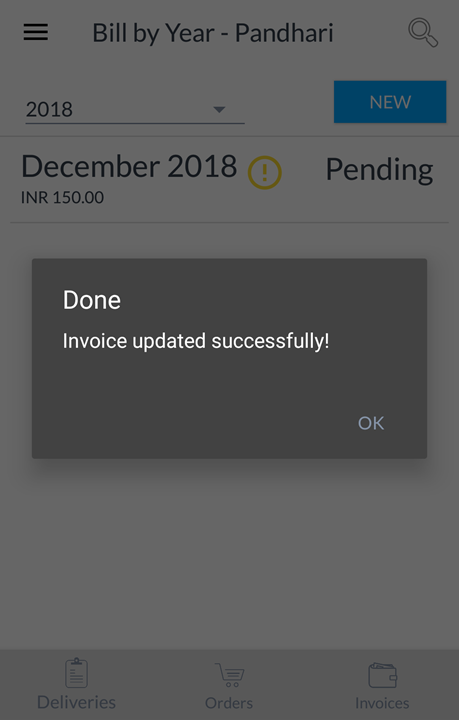 Bill by Year - Pandhari
2018
NEW
December 2018
Pending
INR 150.00
Done
Invoice updated successfully!
OK
Deliveries
Orders
Invoices